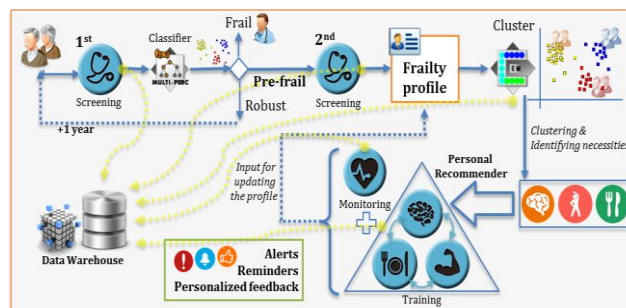 1st
Screening
Classifier
MULTI-PERC
Frail
Pre-frail
Robust
+1 year
2nd
Screening
Frailty
profile
Cluster
EM
Clustering &
Identifying necessities
Input for
updating
the profile
Monitoring
Personal
Recommender
Training
Data Warehouse
Alerts
Reminders
Personalized feedback